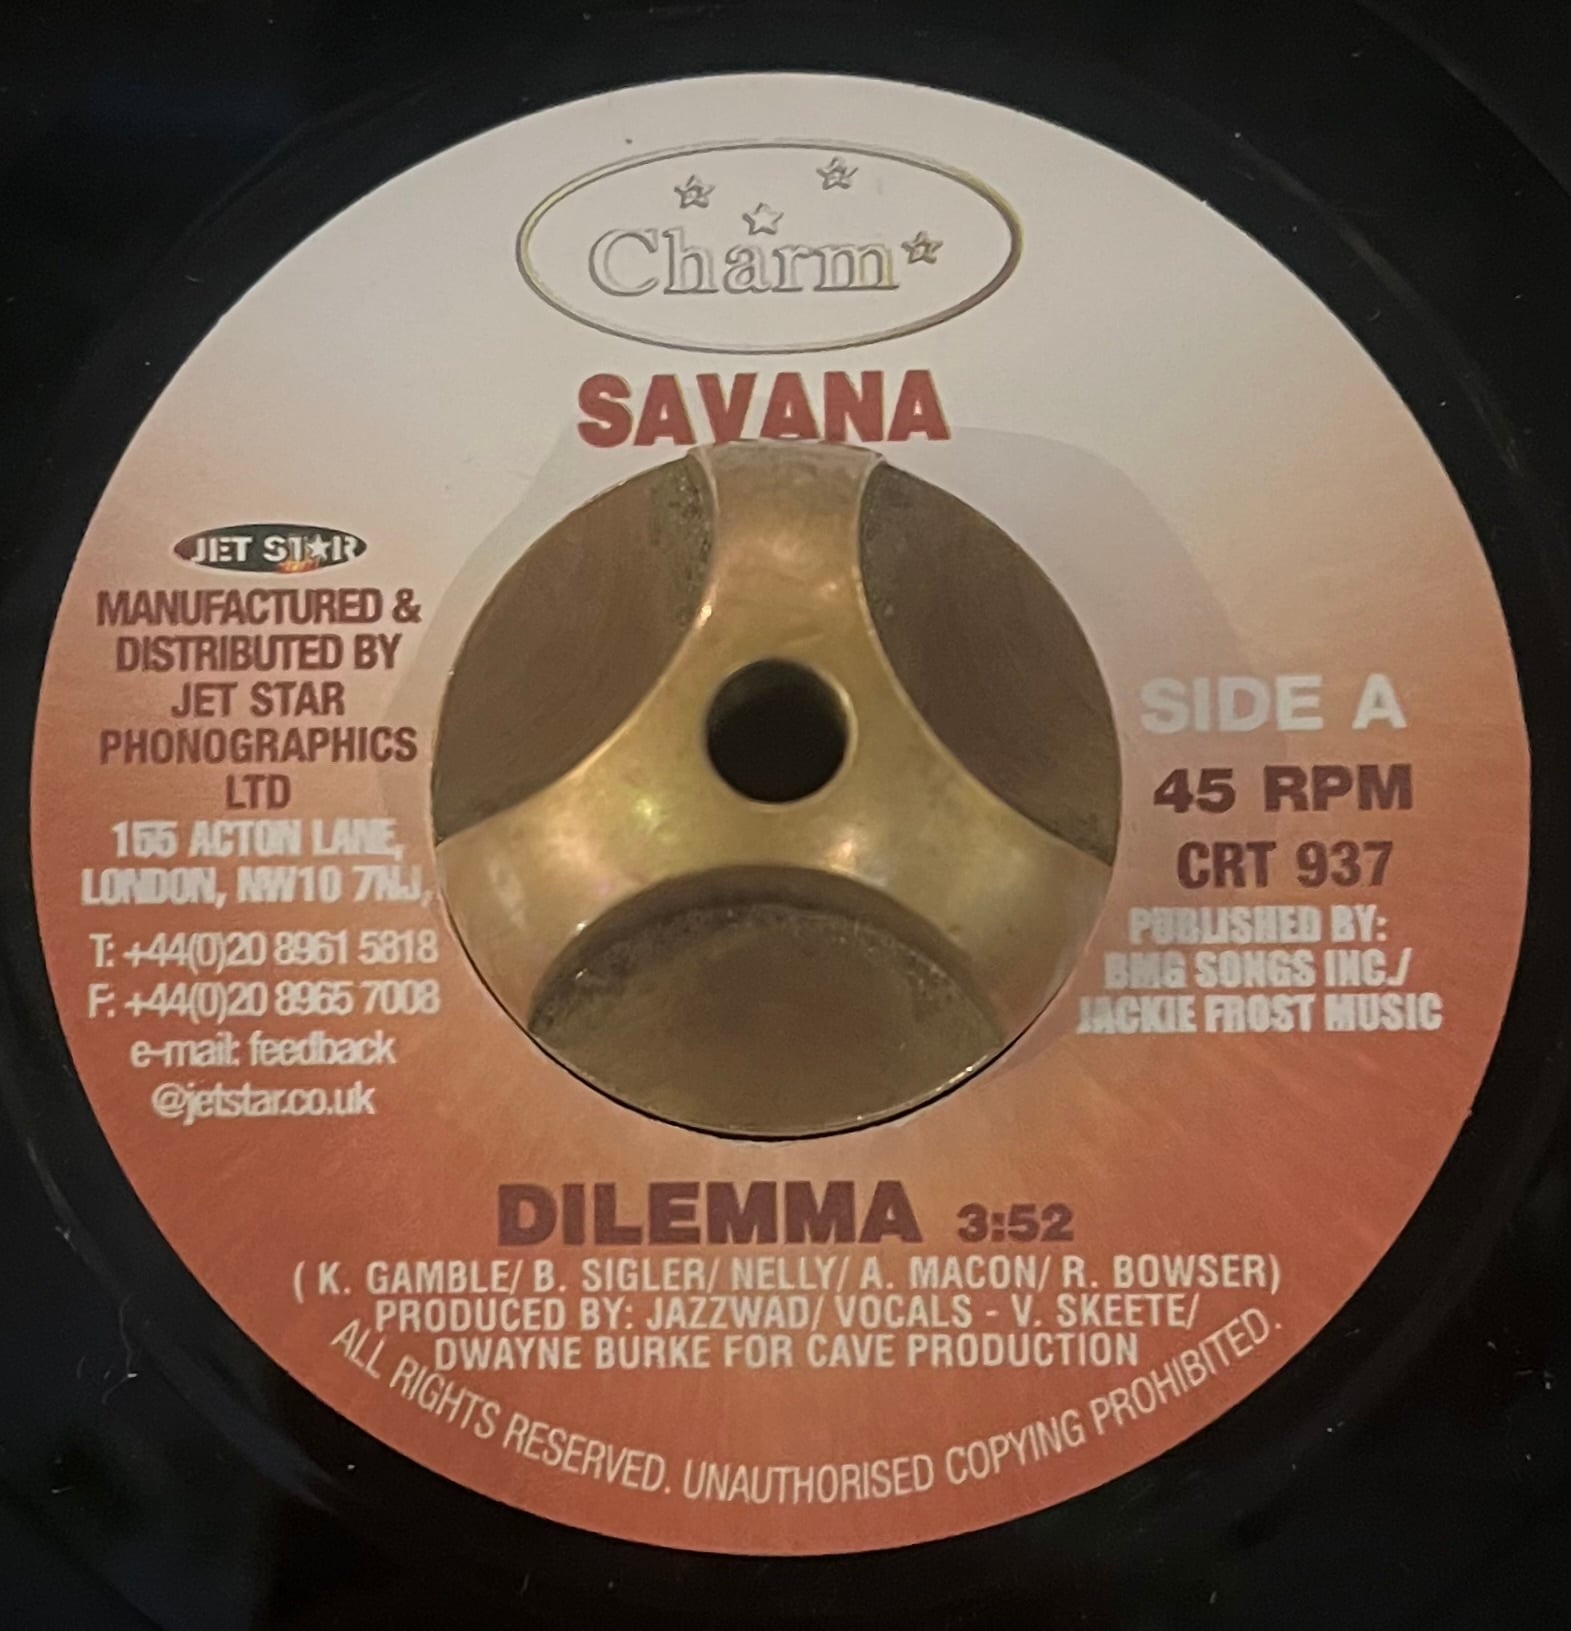 Charm
SAVANA
JET STAR
MANUFACTURED &
DISTRIBUTED BY
JET STAR
PHONOGRAPHICS
LTD
155 ACTON LANE,
LONDON, NW10 7NJ,
T: +44(0)20 8961 5818
F: +44(0)20 8965 7008
e-mail: feedback
@jetstar.co.uk
SIDE A
45 RPM
CRT 937
PUBLISHED BY:
BMG SONGS INC./
JACKIE FROST MUSIC
DILEMMA 3:52
( K. GAMBLE/ B. SIGLER/ NELLY/ A. MACON/ R. BOWSER)
PRODUCED BY: JAZZWAD/ VOCALS - V. SKEETE/
DWAYNE BURKE FOR CAVE PRODUCTION
ALL RIGHTS RESERVED. UNAUTHORISED COPYING PROHIBITED.